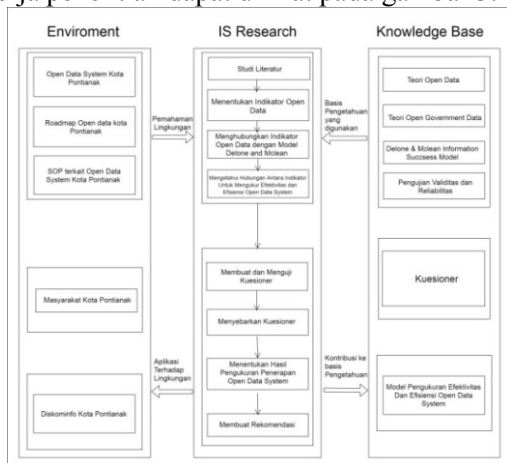 Enviroment
IS Research
Knowledge Base
Open Data System Kota
Pontianak
Roadmap Open data kota
Pontianak
SOP terkait Open Data
System Kota Pontianak
Masyarakat Kota Pontianak
Diskominfo Kota Pontianak
Pemahaman
Lingkungan
Aplikasi
Terhadap
Lingkungan
Studi Literatur
Menentukan Indikator Open
Data
Menghubungkan Indikator
Open Data dengan Model
Delone and Mclean
Mengetahui Hubungan Antara Indikator
Untuk Mengukur Efektivitas dan
Efisiensi Open Data System
Membuat dan Menguji
Kuesioner
Menyebarkan Kuesioner
Menentukan Hasil
Pengukuran Penerapan
Open Data System
Membuat Rekomendasi
Basis
Pengetahuan
yang
digunakan
Kontribusi ke
basis
Pengetahuan
Teori Open Data
Teori Open Government Data
Delone & Mclean Information
Succsess Model
Pengujian Validitas dan
Reliabilitas
Kuesioner
Model Pengukuran Efektivitas
Dan Efisiensi Open Data
System